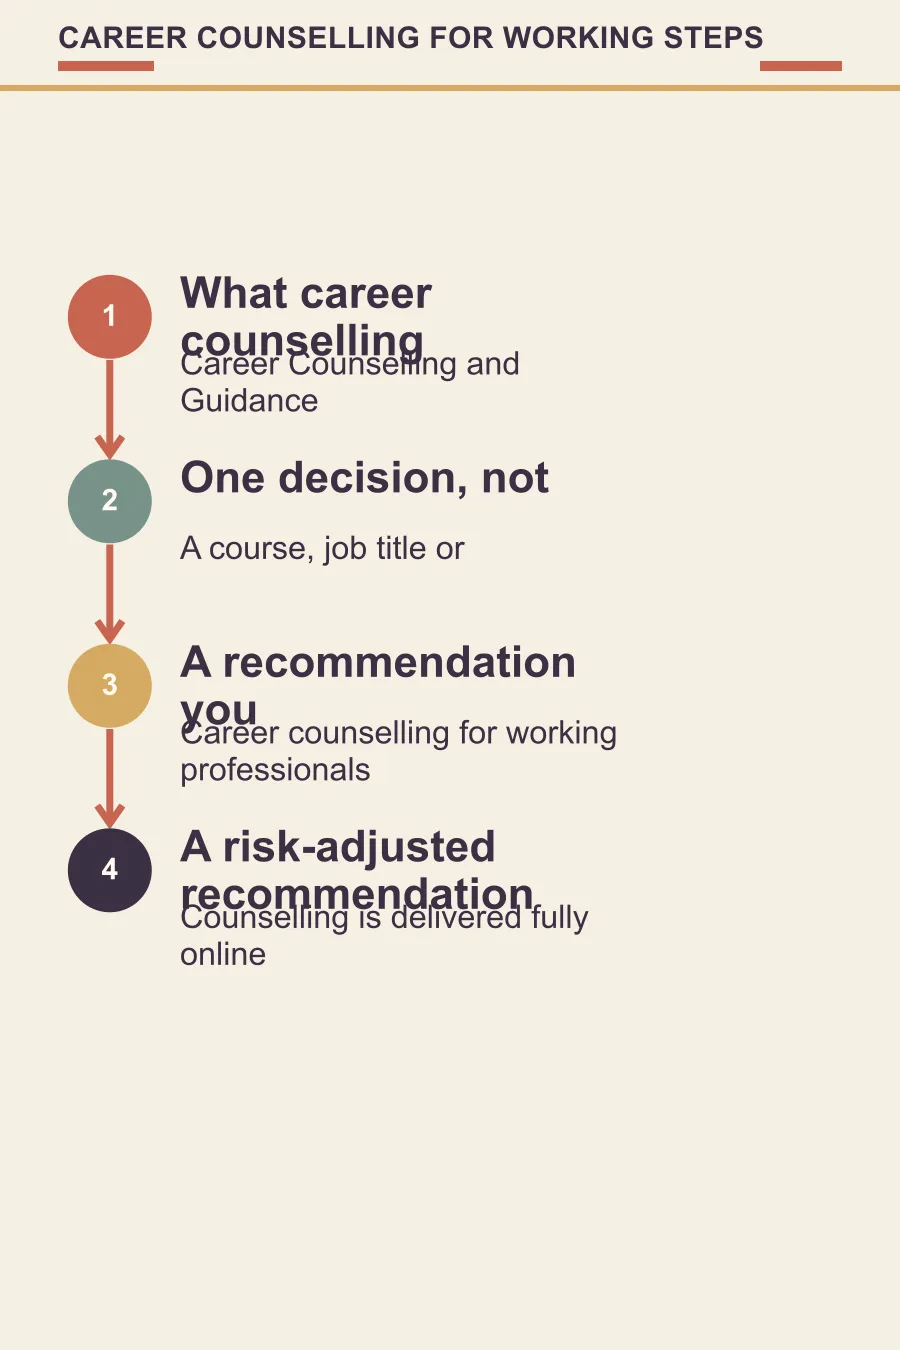 CAREER COUNSELLING FOR WORKING STEPS
1
What career
counselling
Career Counselling and
Guidance
2
One decision, not
A course, job title or
3
A recommendation
you
Career counselling for working
professionals
4
A risk-adjusted
recommendation
Counselling is delivered fully
online